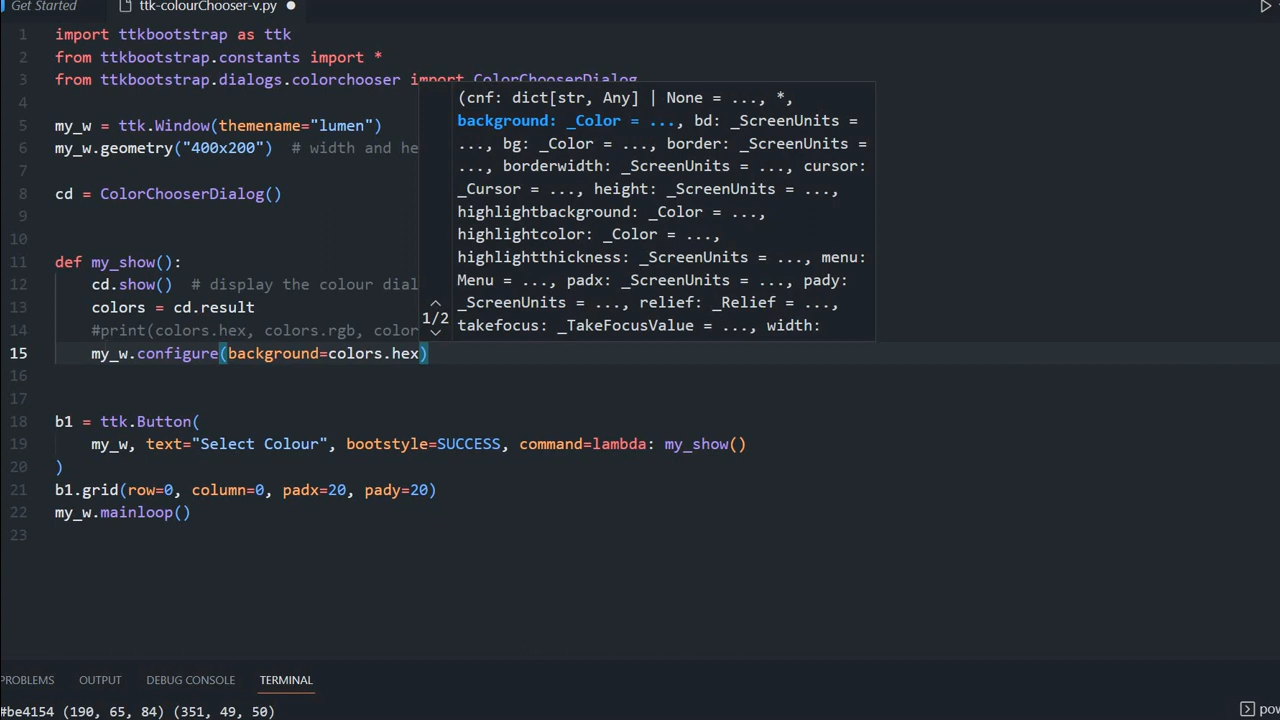 Get Started
ttk-colourChooser-v.py
1 import ttkbootstrap as ttk
2 from ttkbootstrap.constants import *
3 from ttkbootstrap.dialogs.colorchooser import ColorChooserDialog
4
5 my_w = ttk.Window(themename="lumen")
6 my_w.geometry("400x200")  # width and he
7
8 cd = ColorChooserDialog()
9
10
11 def my_show():
12     cd.show()  # display the colour dial
13     colors = cd.result
14     #print(colors.hex, colors.rgb, color
15     my_w.configure(background=colors.hex)
16
17
18 b1 = ttk.Button(
19     my_w, text="Select Colour", bootstyle=SUCCESS, command=lambda: my_show()
20 )
21 b1.grid(row=0, column=0, padx=20, pady=20)
22 my_w.mainloop()
23
(cnf: dict[str, Any] | None = ..., *,
background: _Color = ..., bd: _ScreenUnits =
..., bg: _Color = ..., border: _ScreenUnits =
..., borderwidth: _ScreenUnits = ..., cursor:
_Cursor = ..., height: _ScreenUnits = ...,
highlightbackground: _Color = ...,
highlightcolor: _Color = ...,
highlightthickness: _ScreenUnits = ..., menu:
Menu = ..., padx: _ScreenUnits = ..., pady:
_ScreenUnits = ..., relief: _Relief = ...,
takefocus: _TakeFocusValue = ..., width:
1/2
PROBLEMS OUTPUT DEBUG CONSOLE TERMINAL
#be4154 (190, 65, 84) (351, 49, 50)
pow